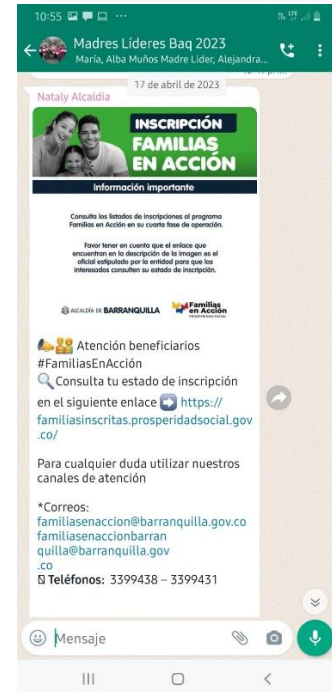 10:55
LTE
Madres Líderes Baq 2023
María, Alba Muños Madre Lider, Alejandra...
17 de abril de 2023
Nataly Alcaldia
INSCRIPCIÓN
FAMILIAS
EN ACCIÓN
Información importante
Consulta los listados de inscripciones al programa
Familias en Acción en su cuarta fase de operación.
Favor tener en cuenta que el enlace que
encuentran en la descripción de la imagen es el
oficial estipulado por la entidad para que los
interesados consulten su estado de inscripción.
ALCALDÍA DE BARRANQUILLA
Familias
en Acción
📣👨‍👩‍👧‍👦 Atención beneficiarios
#FamiliasEnAcción
🔍Consulta tu estado de inscripción
en el siguiente enlace ➡️ https://
familiasinscritas.prosperidadsocial.gov
.co/
Para cualquier duda utilizar nuestros
canales de atención
*Correos:
familiasenaccion@barranquilla.gov.co
familiasenaccionbarran
quilla@barranquilla.gov
.co
Teléfonos: 3399438 – 3399431
Mensaje